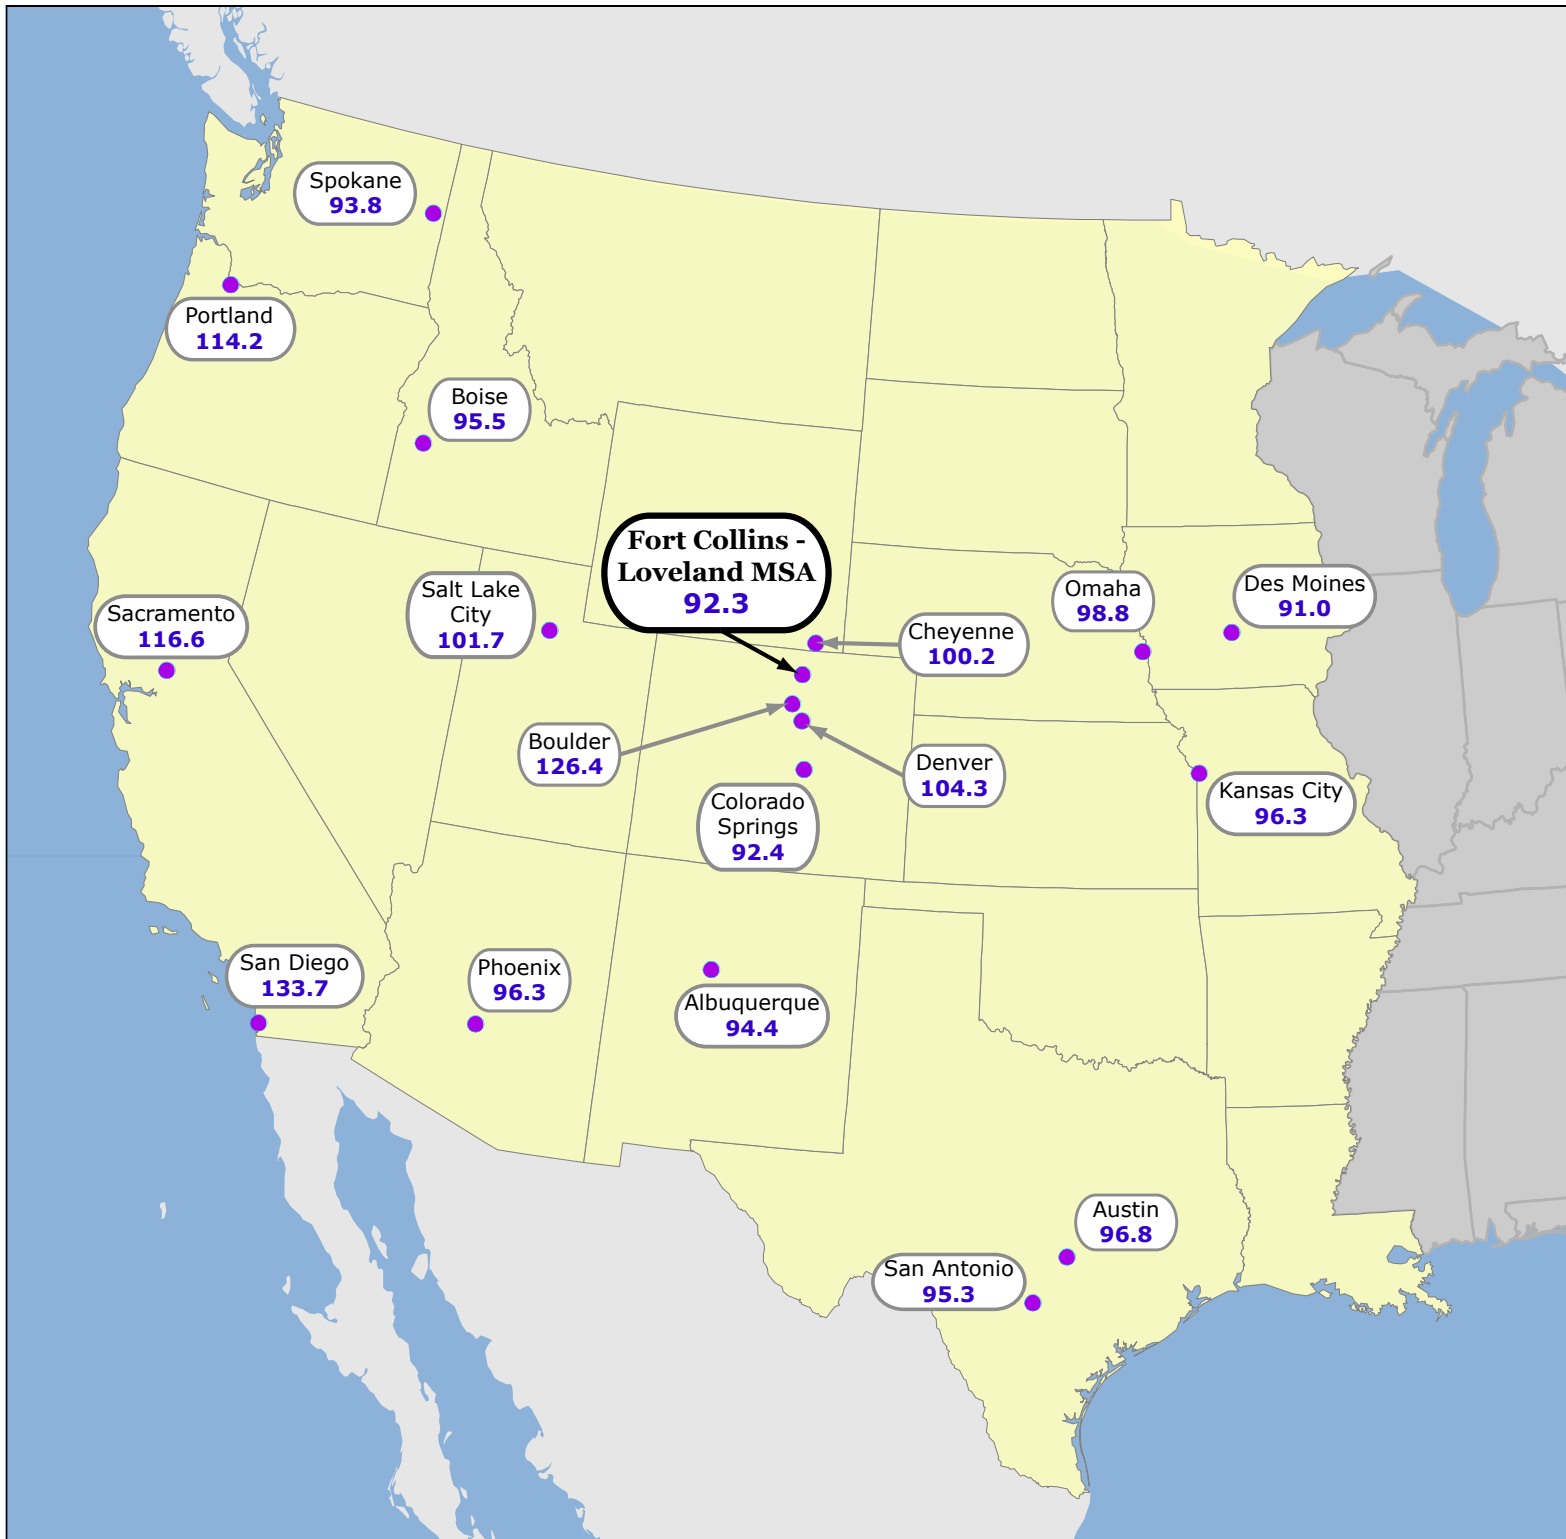 Spokane
93.8
Portland
114.2
Boise
95.5
Fort Collins -
Loveland MSA
92.3
Salt Lake
City
101.7
Sacramento
116.6
Cheyenne
100.2
Omaha
98.8
Des Moines
91.0
Boulder
126.4
Denver
104.3
Colorado
Springs
92.4
Kansas City
96.3
San Diego
133.7
Phoenix
96.3
Albuquerque
94.4
Austin
96.8
San Antonio
95.3